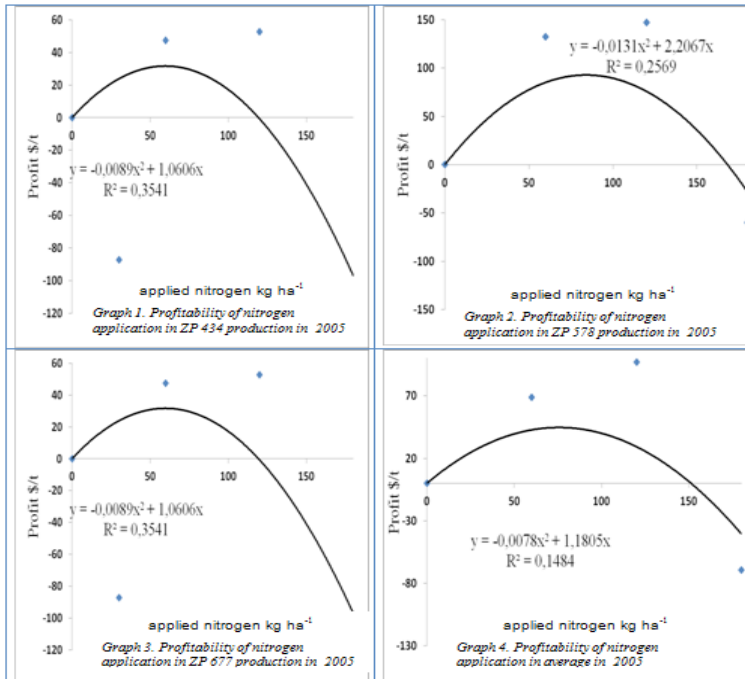 60
40
20
0
-20
-40
-60
-80
-100
-120
0
50
100
150
Profit $/t
y = -0,0089x² + 1,0606x
R² = 0,3541
applied nitrogen kg ha⁻¹
Graph 1. Profitability of nitrogen
application in ZP 434 production in 2005
150
100
50
0
-50
-100
-150
0
50
100
150
Profit $/t
y = -0,0131x² + 2,2067x
R² = 0,2569
applied nitrogen kg ha⁻¹
Graph 2. Profitability of nitrogen
application in ZP 578 production in 2005
60
40
20
0
-20
-40
-60
-80
-100
-120
0
50
100
150
Profit $/t
y = -0,0089x² + 1,0606x
R² = 0,3541
applied nitrogen kg ha⁻¹
Graph 3. Profitability of nitrogen
application in ZP 677 production in 2005
70
20
-30
-80
-130
0
50
100
150
Profit $/t
y = -0,0078x² + 1,1805x
R² = 0,1484
applied nitrogen kg ha⁻¹
Graph 4. Profitability of nitrogen
application in average in 2005